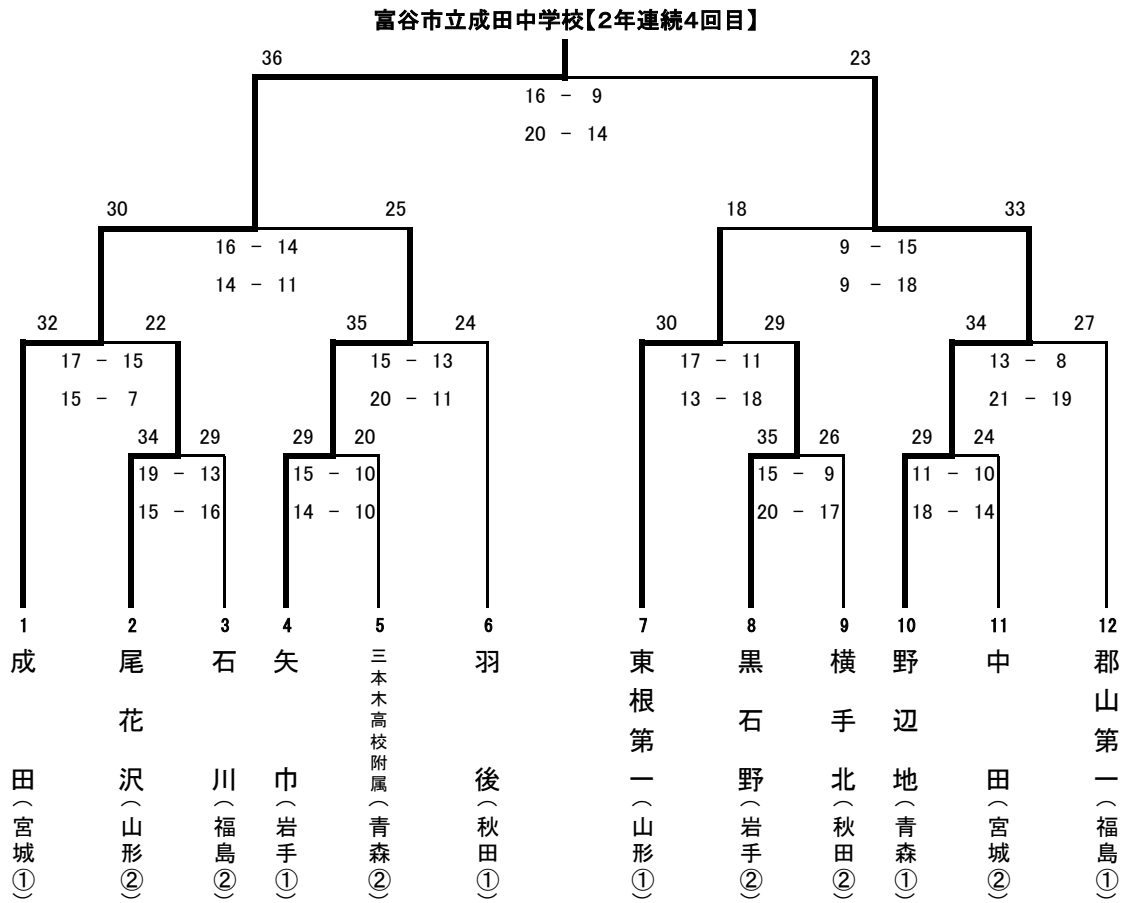 富谷市立成田中学校【2年連続4回目】
36 23
16 － 9
20 － 14
30 25 18 33
16 － 14 9 － 15
14 － 11 9 － 18
32 22 35 24 30 29 34 27
17 － 15 15 － 13 17 － 11 13 － 8
15 － 7 20 － 11 13 － 18 21 － 19
34 29 29 20 35 26 29 24
19 － 13 15 － 10 15 － 9 11 － 10
15 － 16 14 － 10 20 － 17 18 － 14
1 2 3 4 5 6 7 8 9 10 11 12
成田（宮城①）
尾花沢（山形②）
石川（福島②）
矢巾（岩手①）
三本木高校附属（青森②）
羽後（秋田①）
東根第一（山形①）
黒石野（岩手②）
横手北（秋田②）
野辺地（青森①）
中田（宮城②）
郡山第一（福島①）